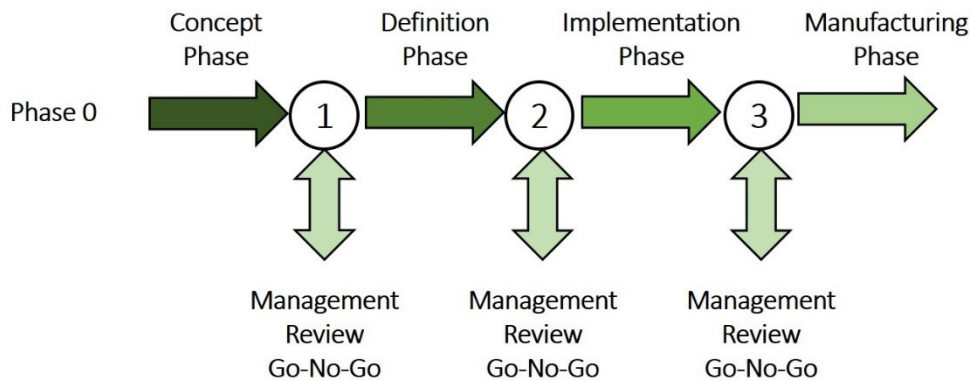 Concept
Phase
Definition
Phase
Implementation
Phase
Manufacturing
Phase
Phase 0
1
2
3
Management
Review
Go-No-Go
Management
Review
Go-No-Go
Management
Review
Go-No-Go